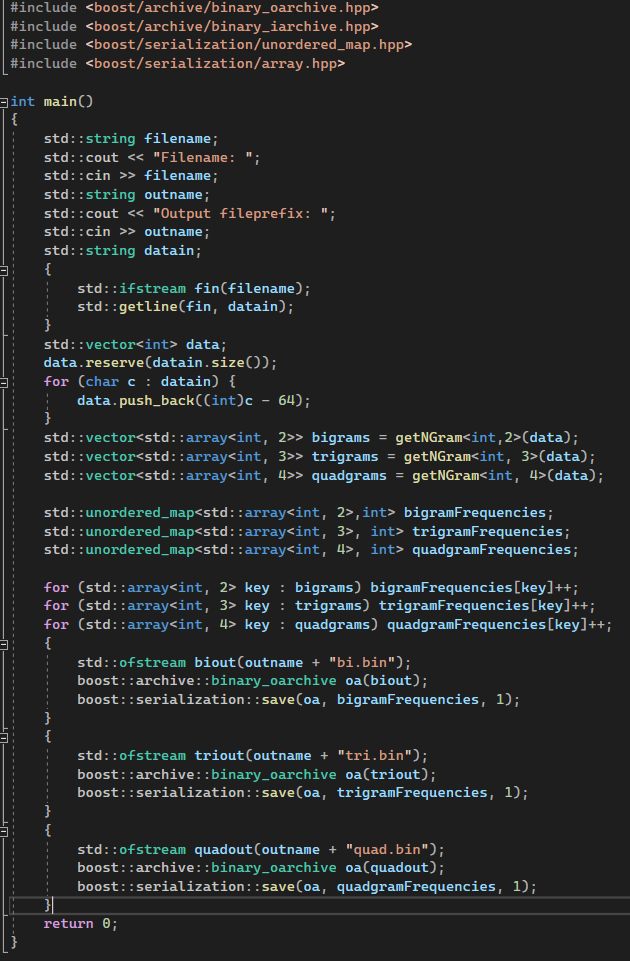 #include <boost/archive/binary_oarchive.hpp>
#include <boost/archive/binary_iarchive.hpp>
#include <boost/serialization/unordered_map.hpp>
#include <boost/serialization/array.hpp>

int main()
{
    std::string filename;
    std::cout << "Filename: ";
    std::cin >> filename;
    std::string outname;
    std::cout << "Output fileprefix: ";
    std::cin >> outname;
    std::string datain;
    {
        std::ifstream fin(filename);
        std::getline(fin, datain);
    }
    std::vector<int> data;
    data.reserve(datain.size());
    for (char c : datain) {
        data.push_back((int)c - 64);
    }
    std::vector<std::array<int, 2>> bigrams = getNGram<int,2>(data);
    std::vector<std::array<int, 3>> trigrams = getNGram<int, 3>(data);
    std::vector<std::array<int, 4>> quadgrams = getNGram<int, 4>(data);

    std::unordered_map<std::array<int, 2>,int> bigramFrequencies;
    std::unordered_map<std::array<int, 3>, int> trigramFrequencies;
    std::unordered_map<std::array<int, 4>, int> quadgramFrequencies;

    for (std::array<int, 2> key : bigrams) bigramFrequencies[key]++;
    for (std::array<int, 3> key : trigrams) trigramFrequencies[key]++;
    for (std::array<int, 4> key : quadgrams) quadgramFrequencies[key]++;
    {
        std::ofstream biout(outname + "bi.bin");
        boost::archive::binary_oarchive oa(biout);
        boost::serialization::save(oa, bigramFrequencies, 1);
    }
    {
        std::ofstream triout(outname + "tri.bin");
        boost::archive::binary_oarchive oa(triout);
        boost::serialization::save(oa, trigramFrequencies, 1);
    }
    {
        std::ofstream quadout(outname + "quad.bin");
        boost::archive::binary_oarchive oa(quadout);
        boost::serialization::save(oa, quadgramFrequencies, 1);
    }
    return 0;
}